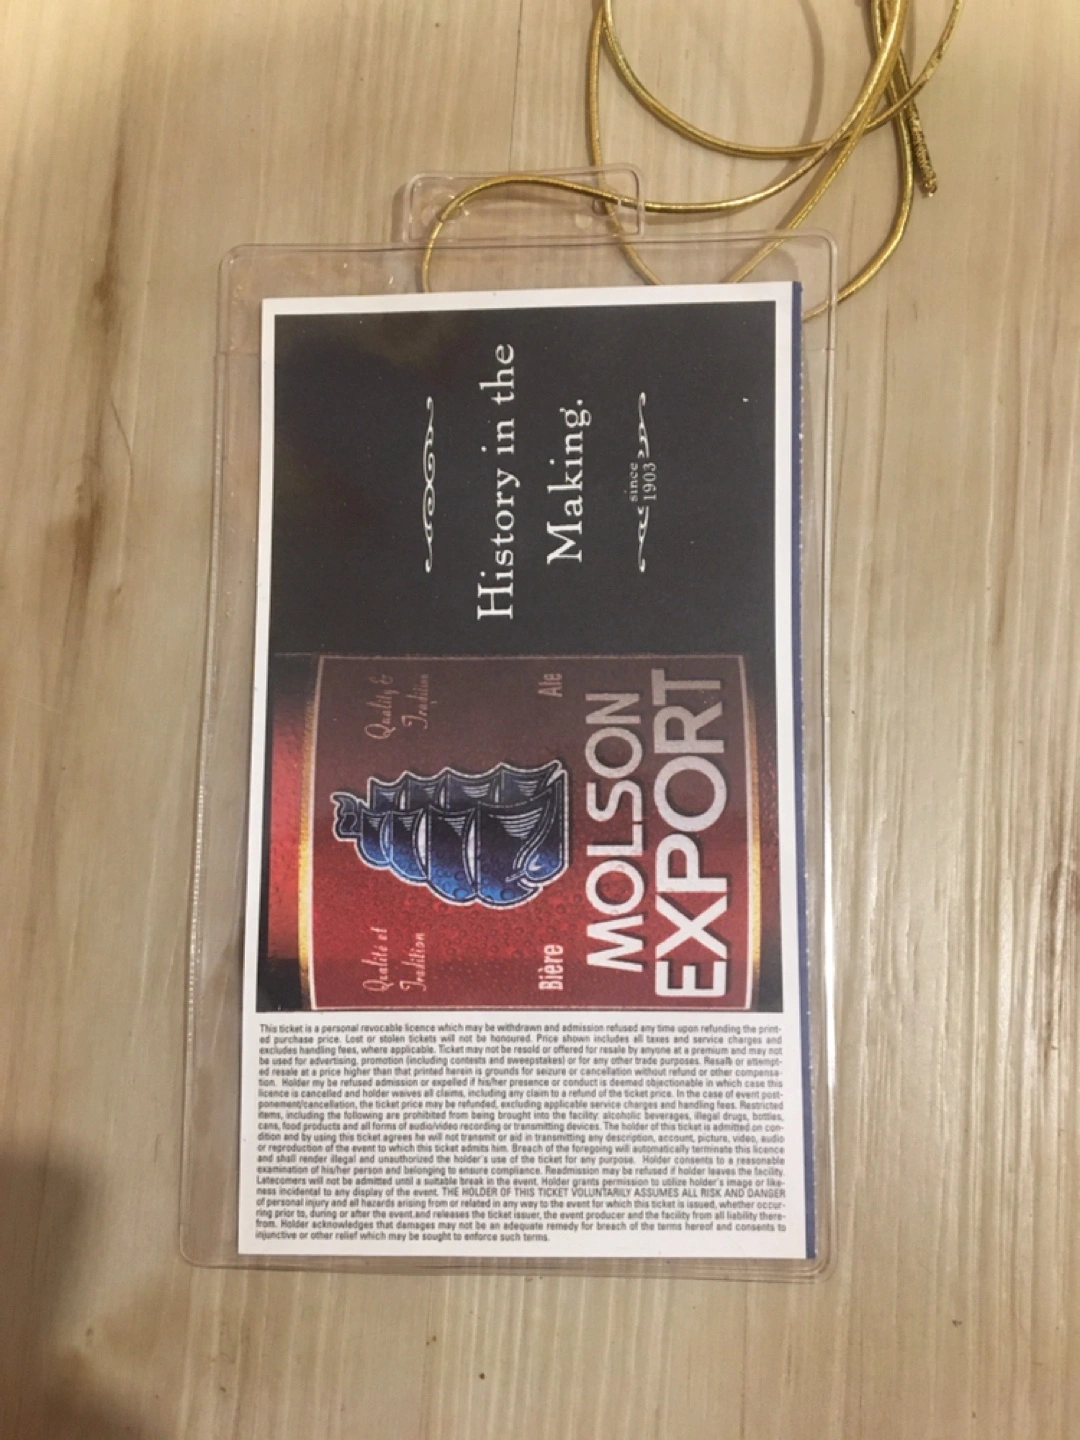 History in the
Making.
since
1903
Quality &
Tradition
Ale
Qualité et
Tradition
Bière
MOLSON
EXPORT
This ticket is a personal revocable licence which may be withdrawn and admission refused any time upon refunding the print-
ed purchase price. Lost or stolen tickets will not be honoured. Price shown includes all taxes and service charges and
excludes handling fees, where applicable. Ticket may not be resold or offered for resale by anyone at a premium and may not
be used for advertising, promotion (including contests and sweepstakes) or for any other trade purposes. Resale or attempt-
ed resale at a price higher than that printed herein is grounds for seizure or cancellation without refund or other compensa-
tion. Holder my be refused admission or expelled if his/her presence or conduct is deemed objectionable in which case this
licence is cancelled and holder waives all claims, including any claim to a refund of the ticket price. In the case of event post-
ponement/cancellation, the ticket price may be refunded, excluding applicable service charges and handling fees. Restricted
items, including the following are prohibited from being brought into the facility: alcoholic beverages, illegal drugs, bottles,
cans, food products and all forms of audio/video recording or transmitting devices. The holder of this ticket is admitted on con-
dition and by using this ticket agrees he will not transmit or aid in transmitting any description, account, picture, video, audio
or reproduction of the event to which this ticket admits him. Breach of the foregoing will automatically terminate this licence
and shall render illegal and unauthorized the holder's use of the ticket for any purpose. Holder consents to a reasonable
examination of his/her person and belonging to ensure compliance. Readmission may be refused if holder leaves the facility.
Latecomers will not be admitted until a suitable break in the event. Holder grants permission to utilize holder's image or like-
ness incidental to any display of the event. THE HOLDER OF THIS TICKET VOLUNTARILY ASSUMES ALL RISK AND DANGER
of personal injury and all hazards arising from or related in any way to the event for which this ticket is issued, whether occur-
ring prior to, during or after the event.and releases the ticket issuer, the event producer and the facility from all liability there-
from. Holder acknowledges that damages may not be an adequate remedy for breach of the terms hereof and consents to
injunctive or other relief which may be sought to enforce such terms.